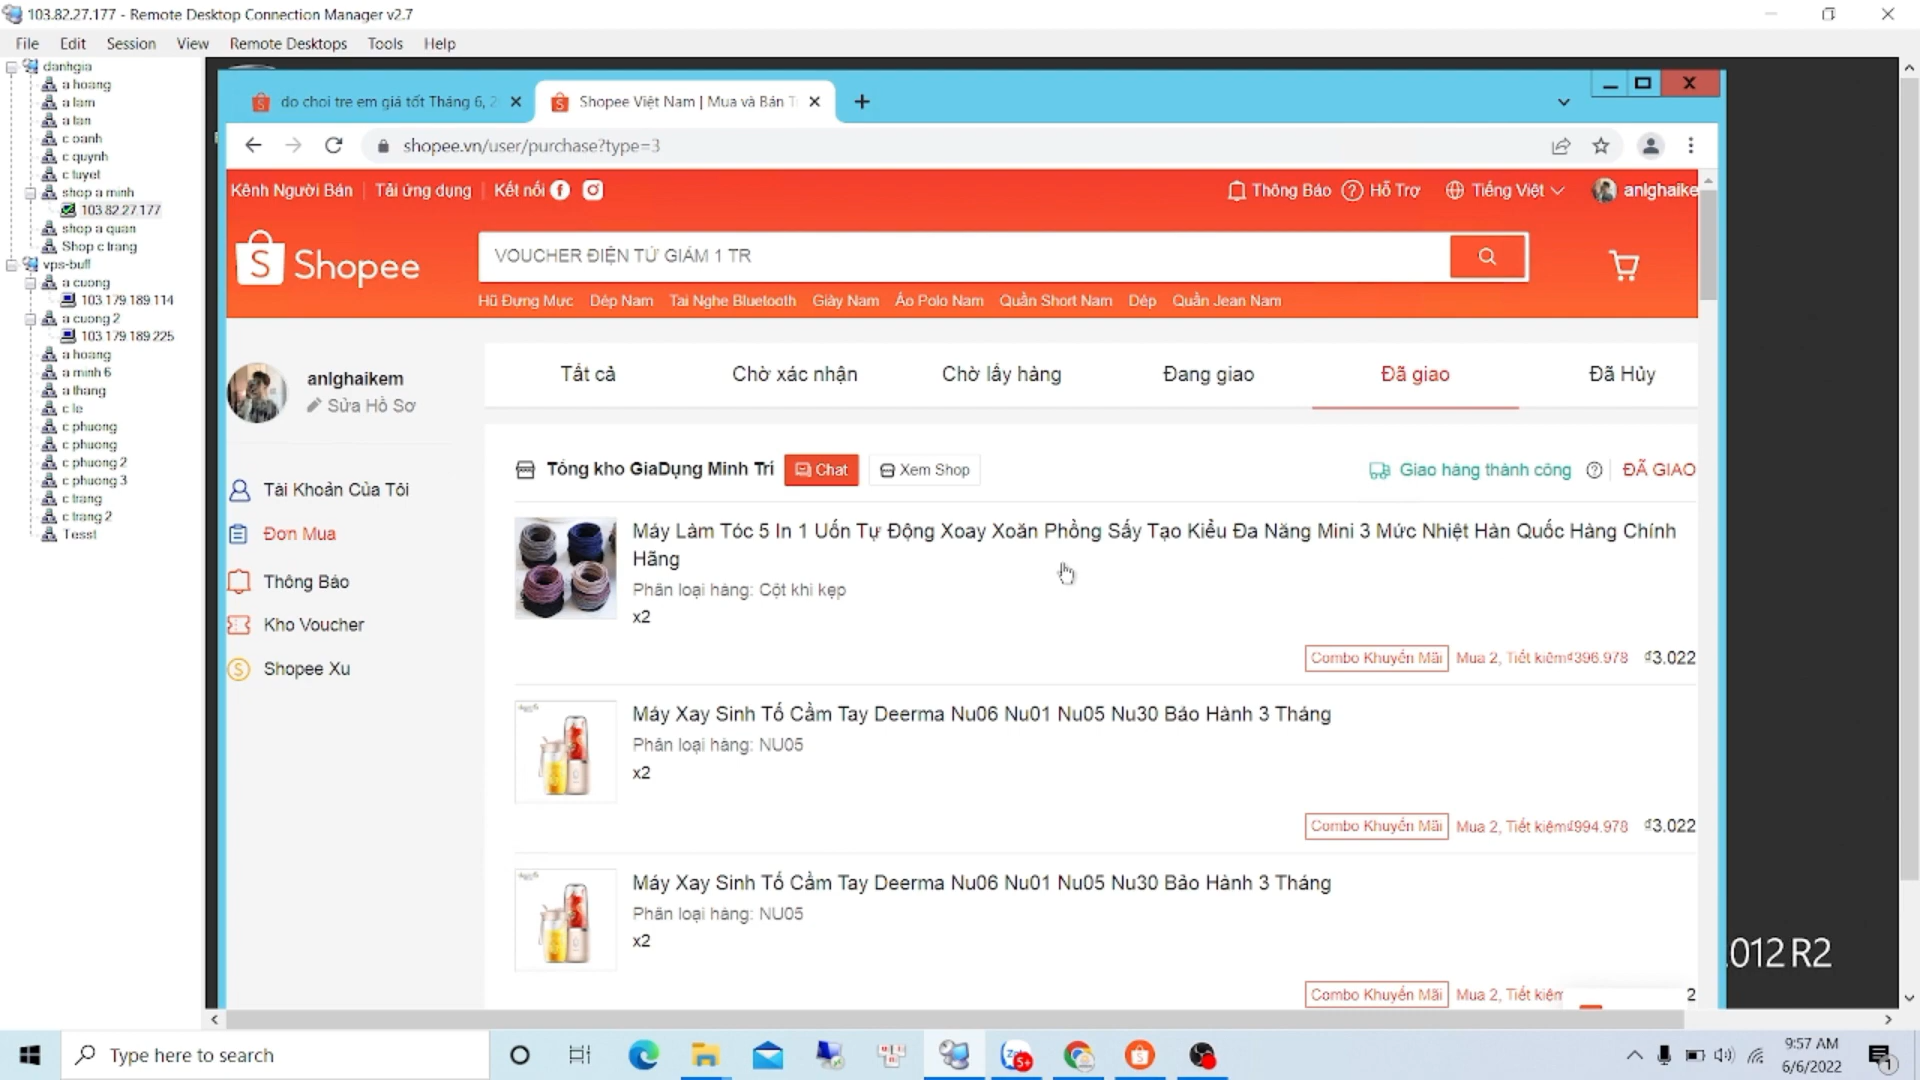 103.82.27.177 - Remote Desktop Connection Manager v2.7
File Edit Session View Remote Desktops Tools Help
danhgia
a hoang
a lam
a lan
c oanh
c quynh
c tuyet
shop a minh
103.82.27.177
shop a quan
Shop c trang
vps-buff
a cuong
103.179.189.114
a cuong 2
103.179.189.225
a hoang
a minh 6
a thang
c le
c phuong
c phuong
c phuong 2
c phuong 3
c trang
c trang 2
Tesst
do choi tre em giá tốt Tháng 6, 2
Shopee Việt Nam | Mua và Bán T
shopee.vn/user/purchase?type=3
Kênh Người Bán Tải ứng dụng Kết nối
Thông Báo Hỗ Trợ Tiếng Việt anlghaike
Shopee
VOUCHER ĐIỆN TỬ GIẢM 1 TR
Hũ Đựng Mực Dép Nam Tai Nghe Bluetooth Giày Nam Áo Polo Nam Quần Short Nam Dép Quần Jean Nam
anlghaikem
Sửa Hồ Sơ
Tài Khoản Của Tôi
Đơn Mua
Thông Báo
Kho Voucher
Shopee Xu
Tất cả Chờ xác nhận Chờ lấy hàng Đang giao Đã giao Đã Hủy
Tổng kho GiaDụng Minh Trí Chat Xem Shop Giao hàng thành công ĐÃ GIAO
Máy Làm Tóc 5 In 1 Uốn Tự Động Xoay Xoăn Phồng Sấy Tạo Kiểu Đa Năng Mini 3 Mức Nhiệt Hàn Quốc Hàng Chính
Hãng
Phân loại hàng: Cột khi kẹp
x2
Combo Khuyến Mãi Mua 2, Tiết kiệm₫396.978 ₫3.022
Máy Xay Sinh Tố Cầm Tay Deerma Nu06 Nu01 Nu05 Nu30 Bảo Hành 3 Tháng
Phân loại hàng: NU05
x2
Combo Khuyến Mãi Mua 2, Tiết kiệm₫994.978 ₫3.022
Máy Xay Sinh Tố Cầm Tay Deerma Nu06 Nu01 Nu05 Nu30 Bảo Hành 3 Tháng
Phân loại hàng: NU05
x2
Combo Khuyến Mãi Mua 2, Tiết kiệm 2
012 R2
Type here to search
5+
9:57 AM
6/6/2022
1